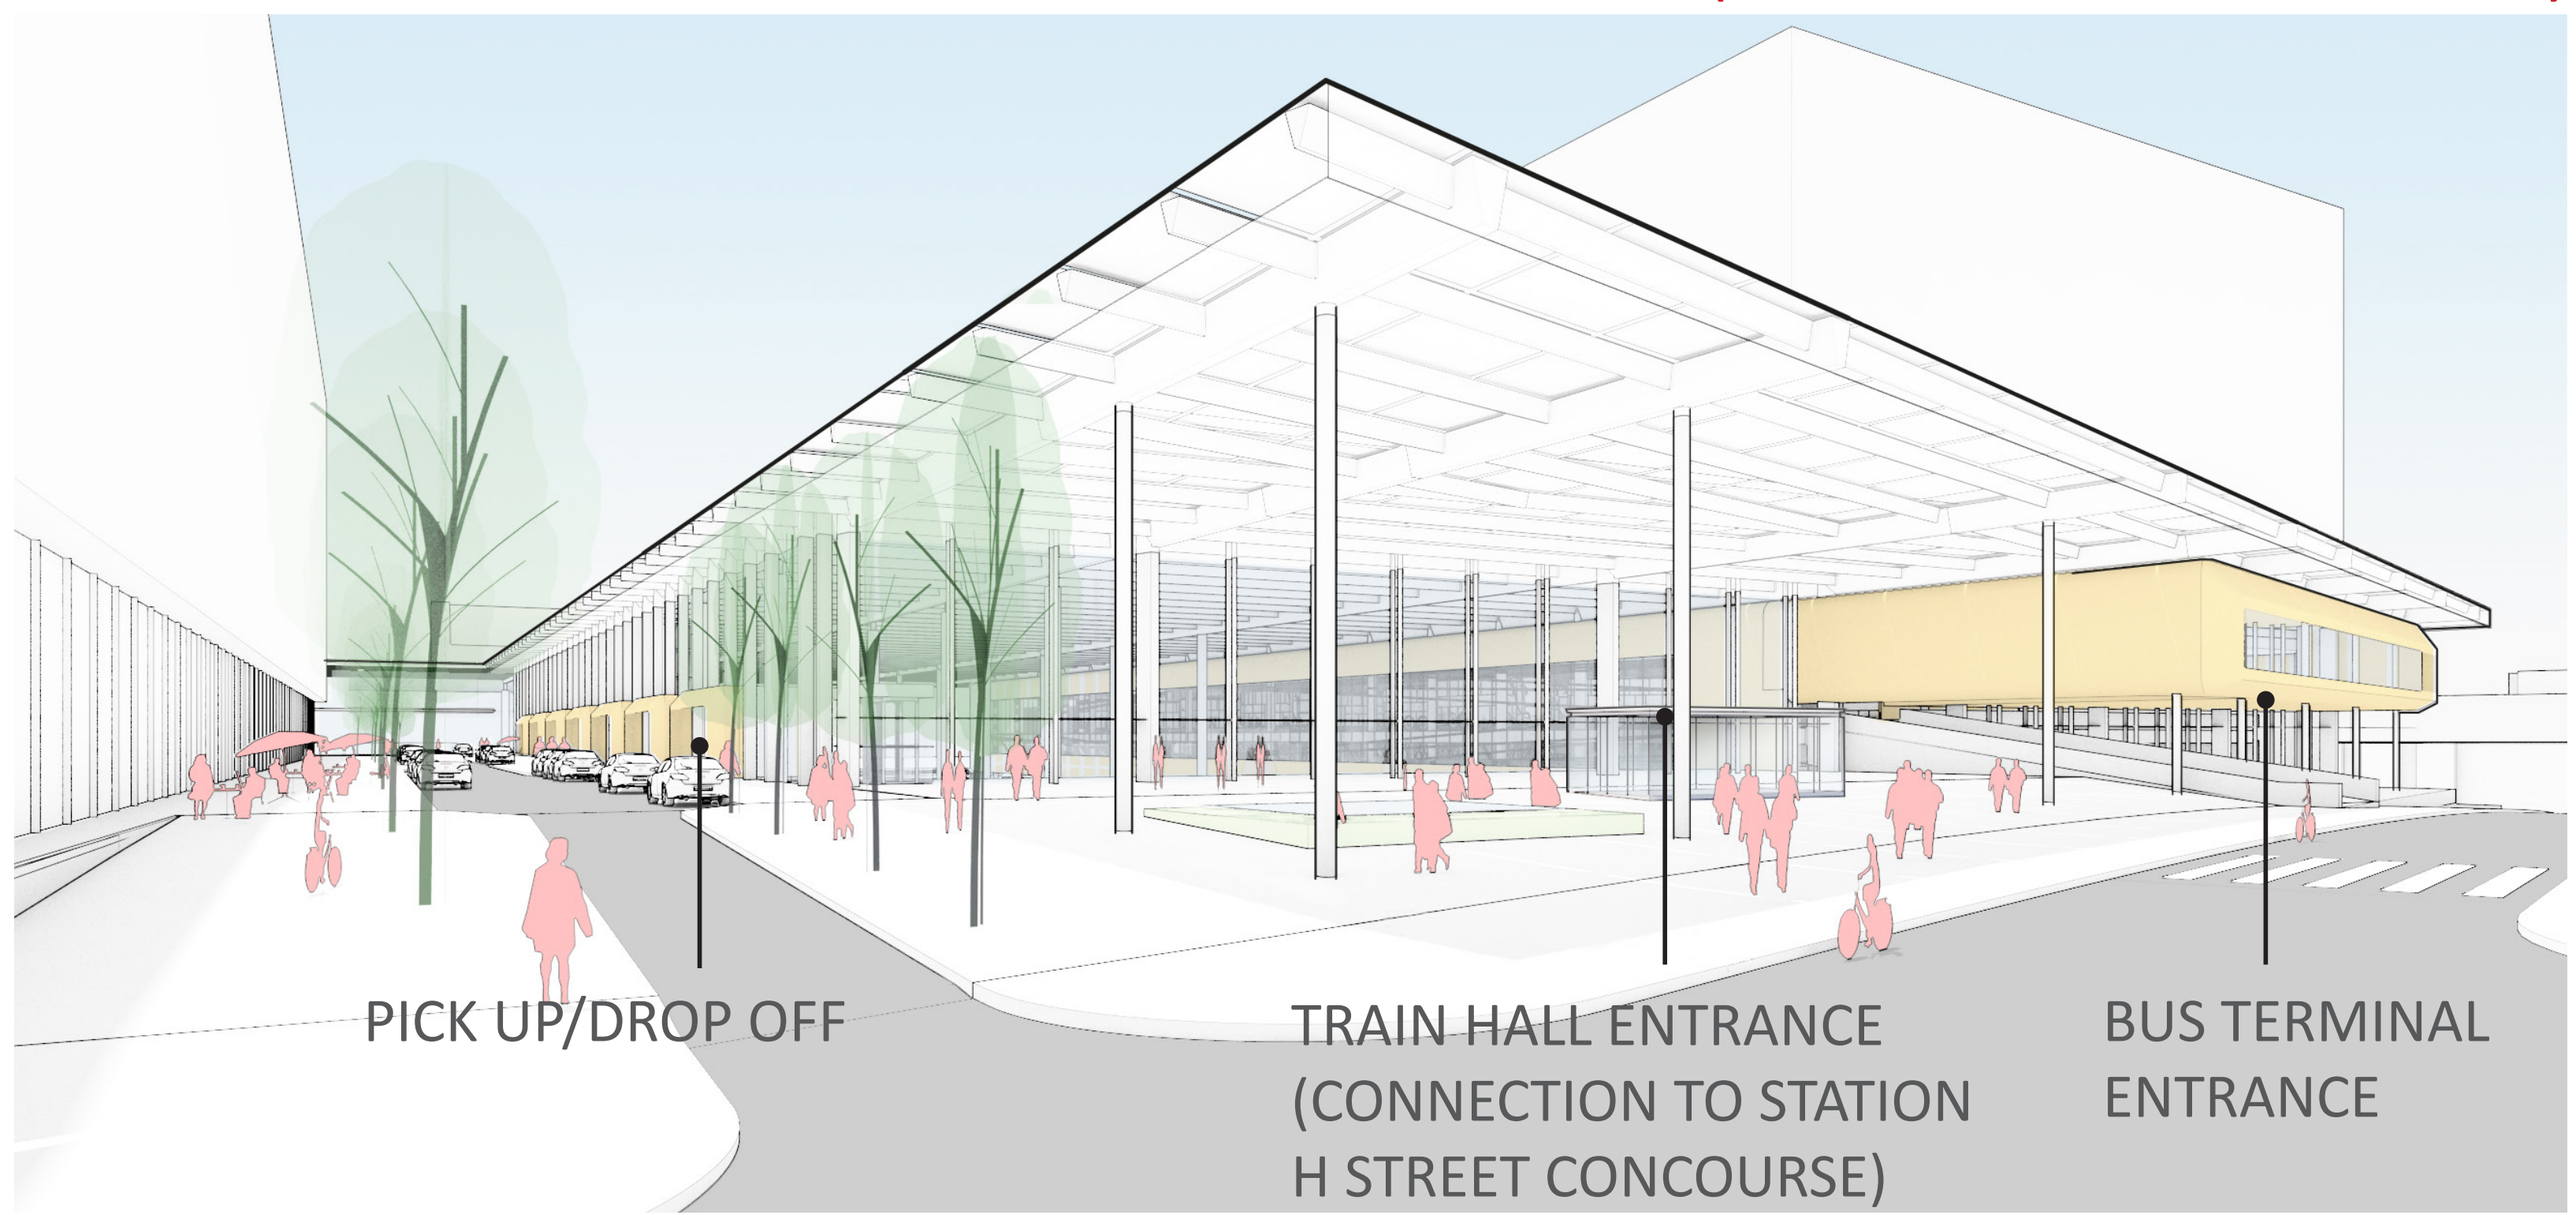 PICK UP/DROP OFF
TRAIN HALL ENTRANCE
(CONNECTION TO STATION
H STREET CONCOURSE)
BUS TERMINAL
ENTRANCE